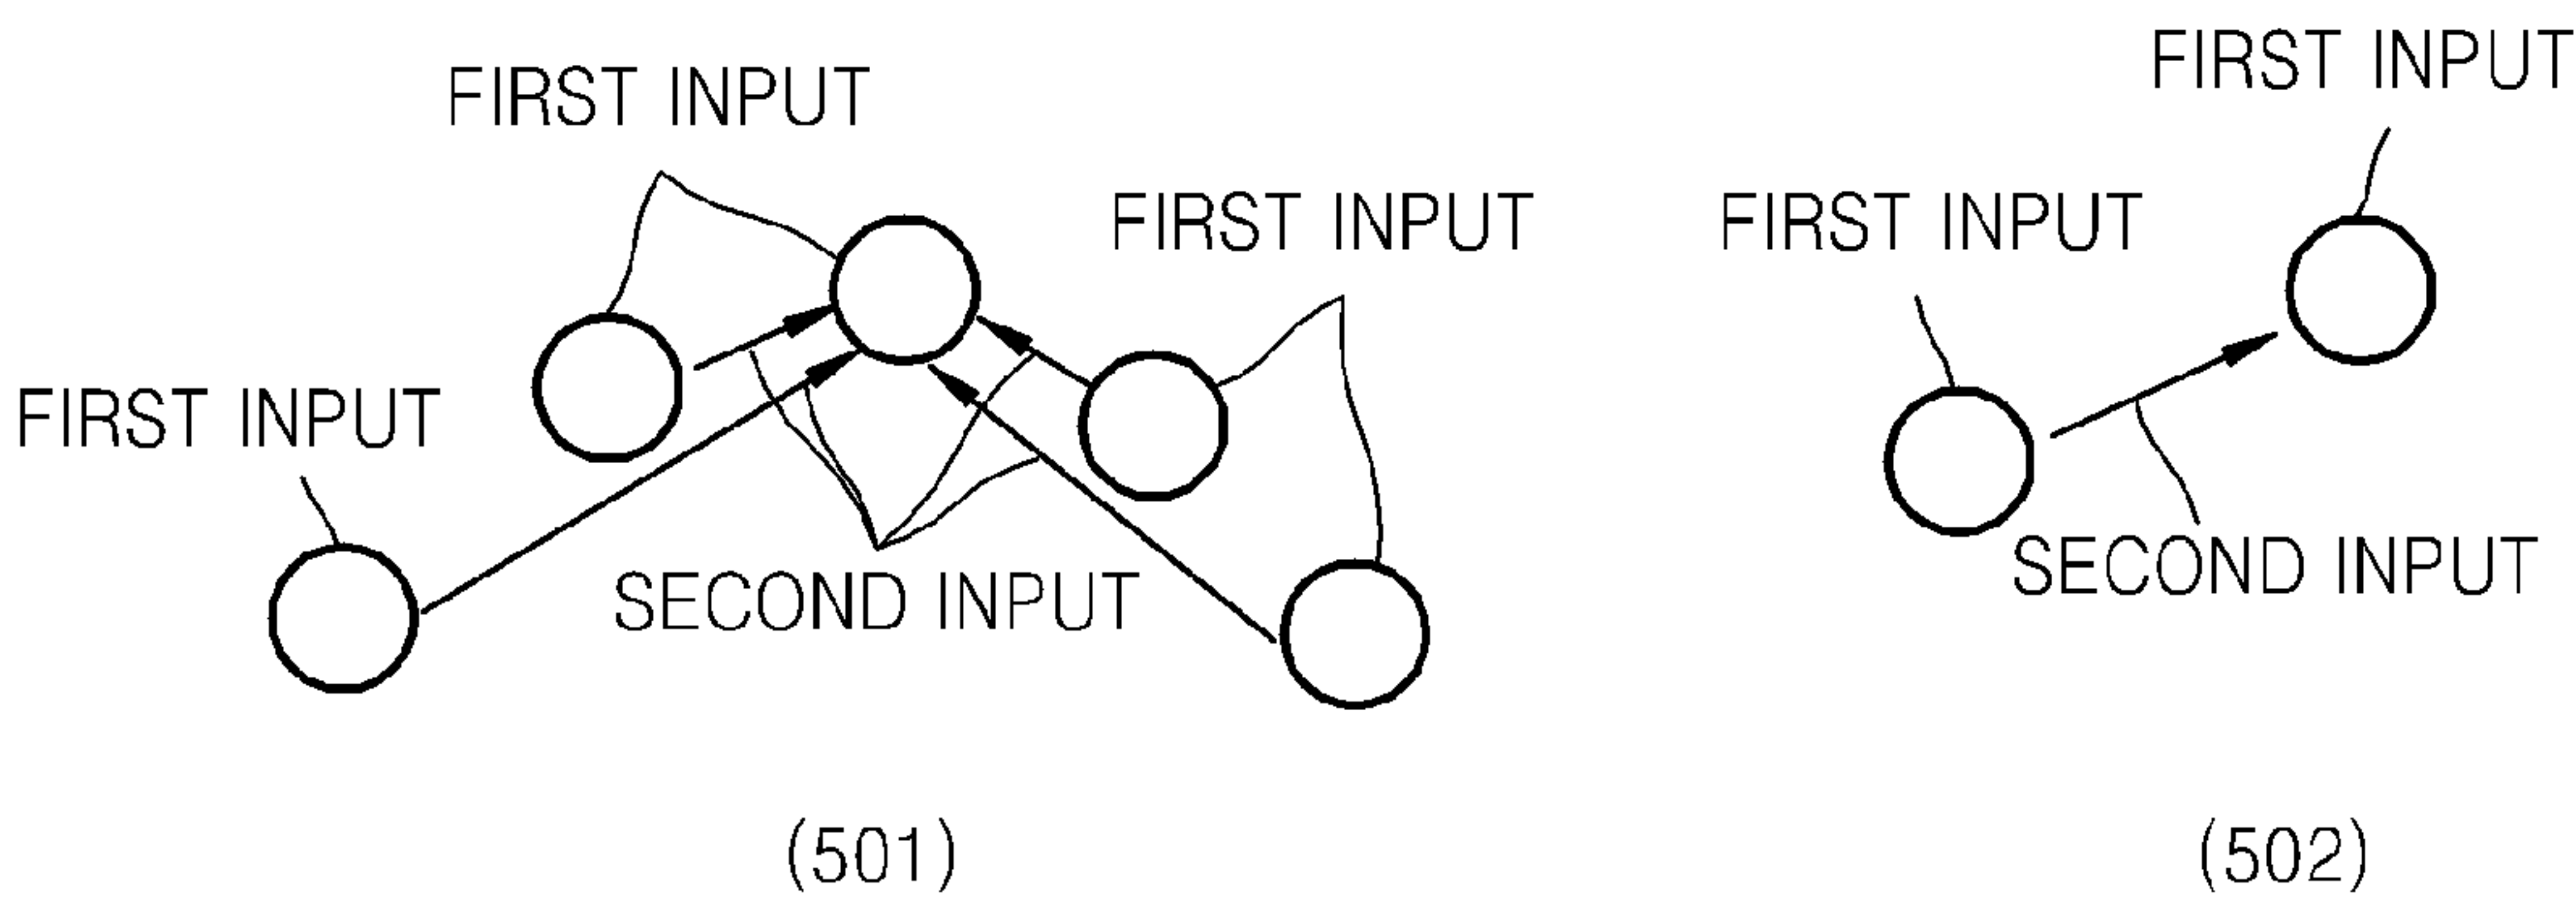 FIRST INPUT
FIRST INPUT
FIRST INPUT
SECOND INPUT
(501)
FIRST INPUT
FIRST INPUT
SECOND INPUT
(502)